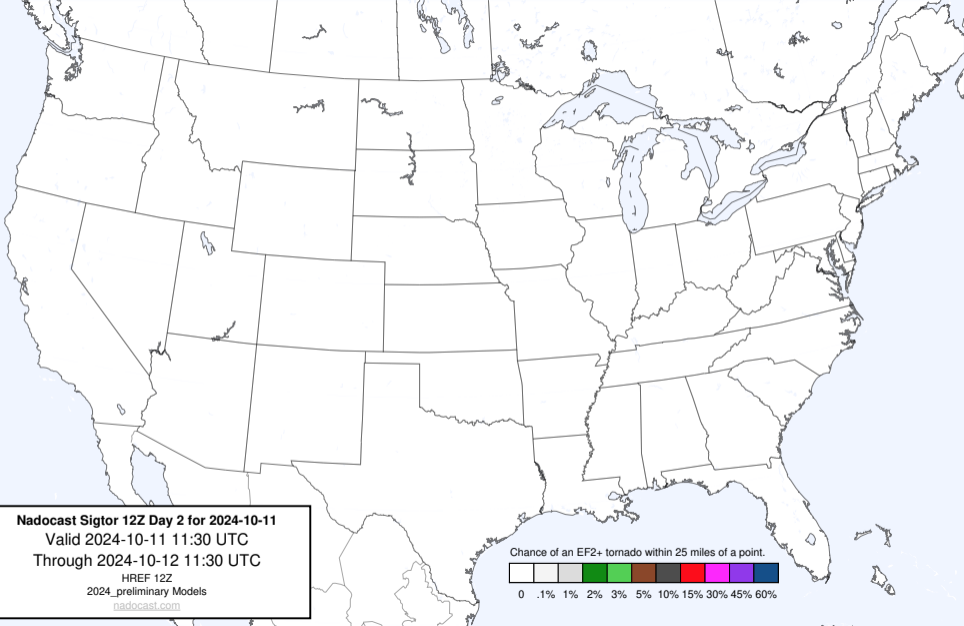 Nadocast Sigtor 12Z Day 2 for 2024-10-11
Valid 2024-10-11 11:30 UTC
Through 2024-10-12 11:30 UTC
HREF 12Z
2024_preliminary Models
nadocast.com
Chance of an EF2+ tornado within 25 miles of a point.
0 .1% 1% 2% 3% 5% 10% 15% 30% 45% 60%